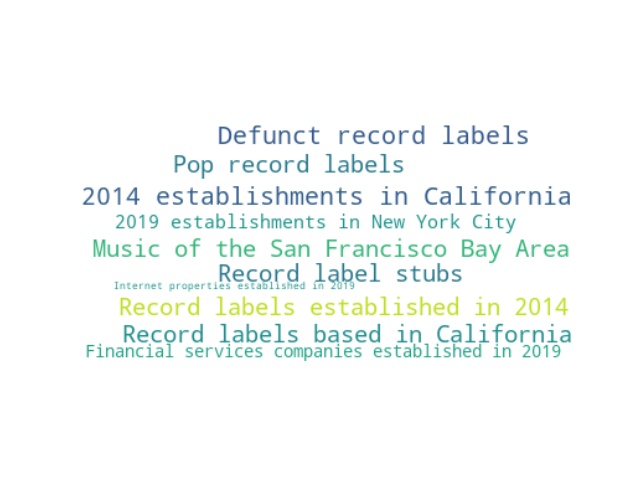 Defunct record labels
Pop record labels
2014 establishments in California
2019 establishments in New York City
Music of the San Francisco Bay Area
Record label stubs
Internet properties established in 2019
Record labels established in 2014
Record labels based in California
Financial services companies established in 2019